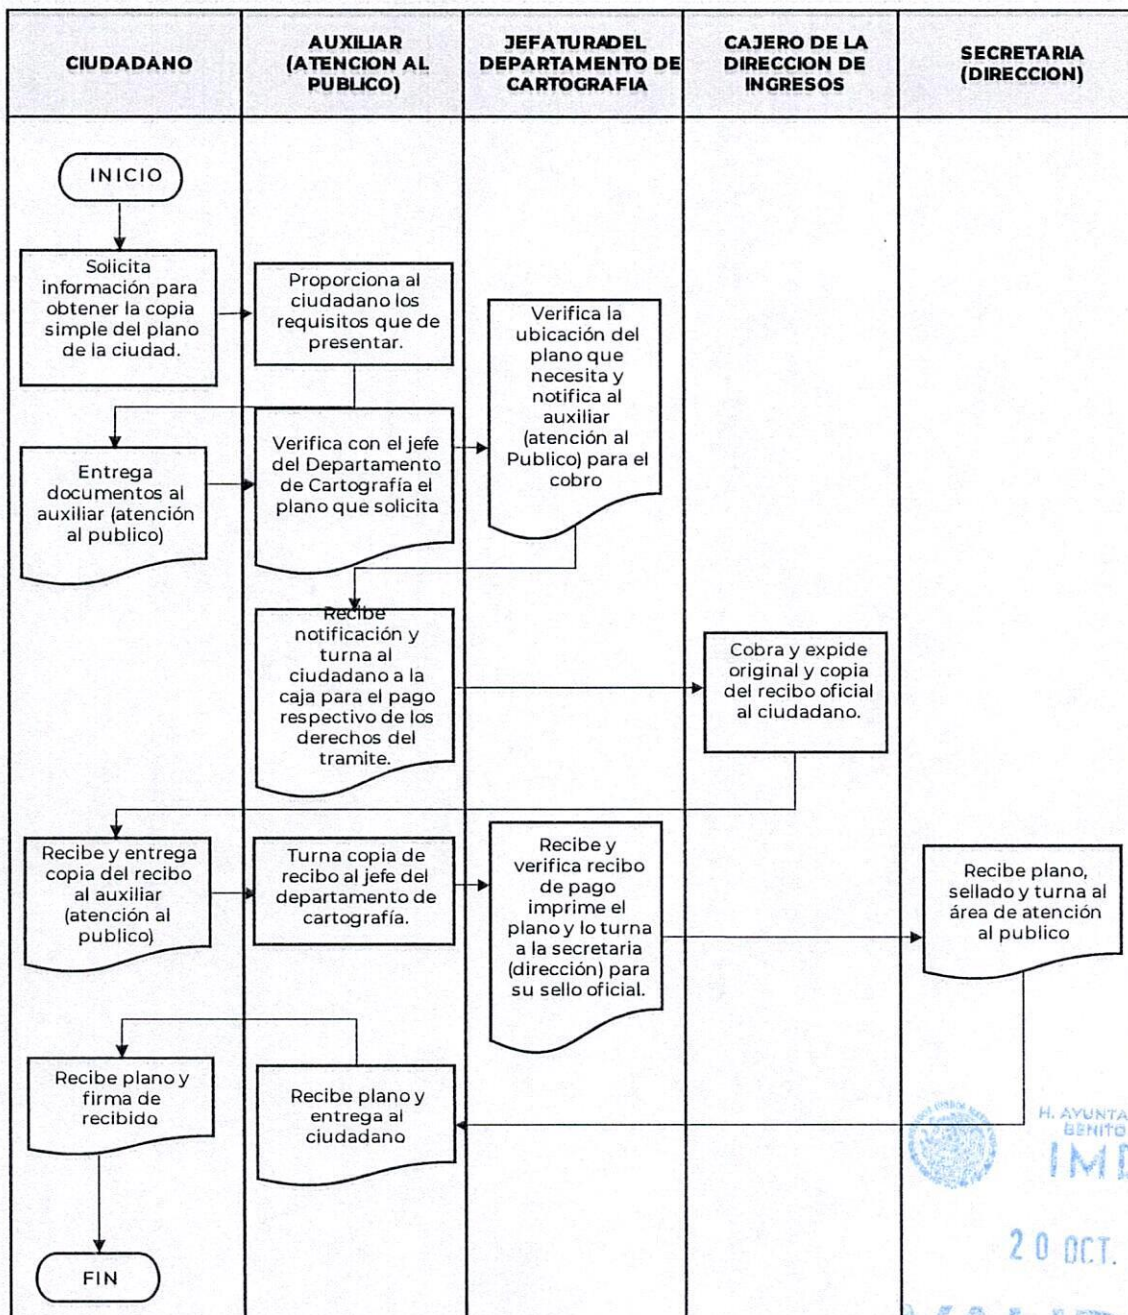 CIUDADANO
AUXILIAR
(ATENCION AL
PUBLICO)
JEFATURADEL
DEPARTAMENTO DE
CARTOGRAFIA
CAJERO DE LA
DIRECCION DE
INGRESOS
SECRETARIA
(DIRECCION)
INICIO
Solicita
información para
obtener la copia
simple del plano
de la ciudad.
Proporciona al
ciudadano los
requisitos que de
presentar.
Verifica la
ubicación del
plano que
necesita y
notifica al
auxiliar
(atención al
Publico) para el
cobro
Entrega
documentos al
auxiliar (atención
al publico)
Verifica con el jefe
del Departamento
de Cartografía el
plano que solicita
Recibe
notificación y
turna al
ciudadano a la
caja para el pago
respectivo de los
derechos del
tramite.
Cobra y expide
original y copia
del recibo oficial
al ciudadano.
Recibe y entrega
copia del recibo
al auxiliar
(atención al
publico)
Turna copia de
recibo al jefe del
departamento de
cartografía.
Recibe y
verifica recibo
de pago
imprime el
plano y lo turna
a la secretaria
(dirección) para
su sello oficial.
Recibe plano,
sellado y turna al
área de atención
al publico
Recibe plano y
firma de
recibido
Recibe plano y
entrega al
ciudadano
FIN
H. AYUNTA
BENITO
20 OCT.